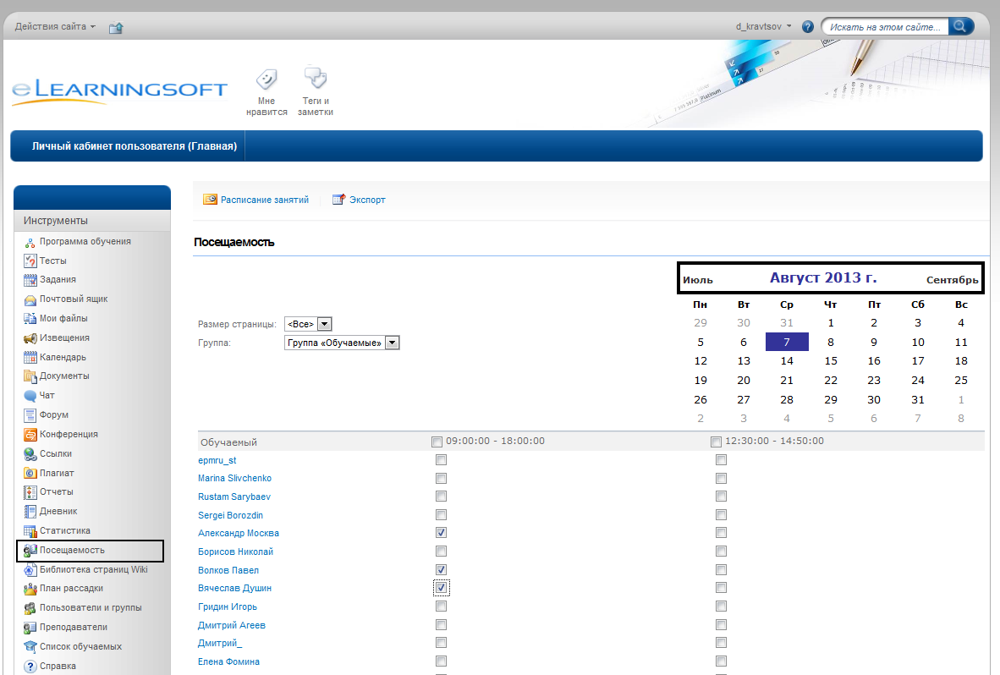 Действия сайта
d_kravtsov
Искать на этом сайте...
eLearningsoft
Мне нравится
Теги и заметки
Личный кабинет пользователя (Главная)
Инструменты
Программа обучения
Тесты
Задания
Почтовый ящик
Мои файлы
Извещения
Календарь
Документы
Чат
Форум
Конференция
Ссылки
Плагиат
Отчеты
Дневник
Статистика
Посещаемость
Библиотека страниц Wiki
План рассадки
Пользователи и группы
Преподаватели
Список обучаемых
Справка
Расписание занятий
Экспорт
Посещаемость
Июль Август 2013 г. Сентябрь
Пн Вт Ср Чт Пт Сб Вс
29 30 31 1 2 3 4
5 6 7 8 9 10 11
12 13 14 15 16 17 18
19 20 21 22 23 24 25
26 27 28 29 30 31 1
2 3 4 5 6 7 8
Размер страницы: <Все>
Группа: Группа «Обучаемые»
Обучаемый 09:00:00 - 18:00:00 12:30:00 - 14:50:00
epmru_st
Marina Slivchenko
Rustam Sarybaev
Sergei Borozdin
Александр Москва
Борисов Николай
Волков Павел
Вячеслав Душин
Гридин Игорь
Дмитрий Агеев
Дмитрий_
Елена Фомина